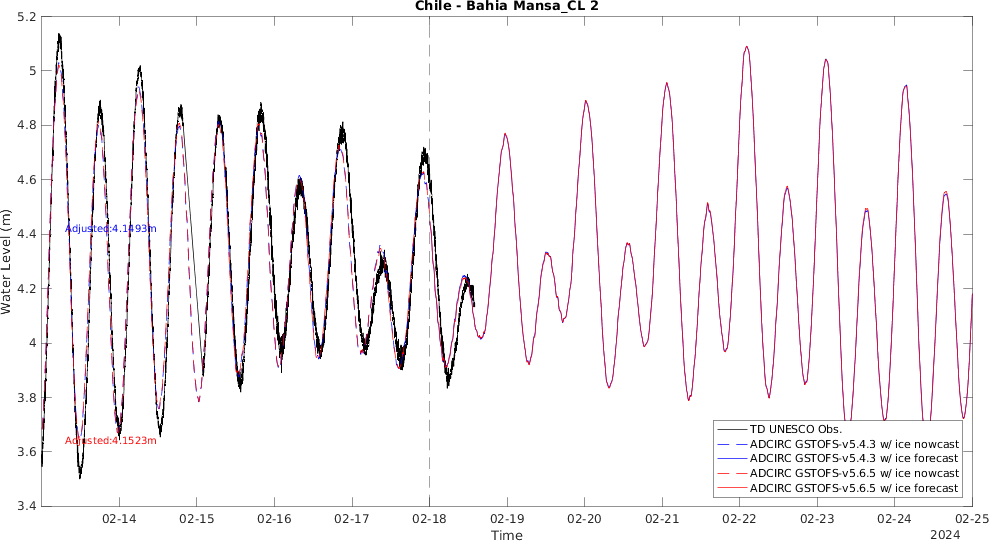 Chile - Bahia Mansa_CL 2
5.2
5
4.8
4.6
4.4
4.2
4
3.8
3.6
3.4
Water Level (m)
Adjusted:4.1493m
Adjusted:4.1523m
TD UNESCO Obs.
ADCIRC GSTOFS-v5.4.3 w/ ice nowcast
ADCIRC GSTOFS-v5.4.3 w/ ice forecast
ADCIRC GSTOFS-v5.6.5 w/ ice nowcast
ADCIRC GSTOFS-v5.6.5 w/ ice forecast
02-14 02-15 02-16 02-17 02-18 02-19 02-20 02-21 02-22 02-23 02-24 02-25
Time
2024